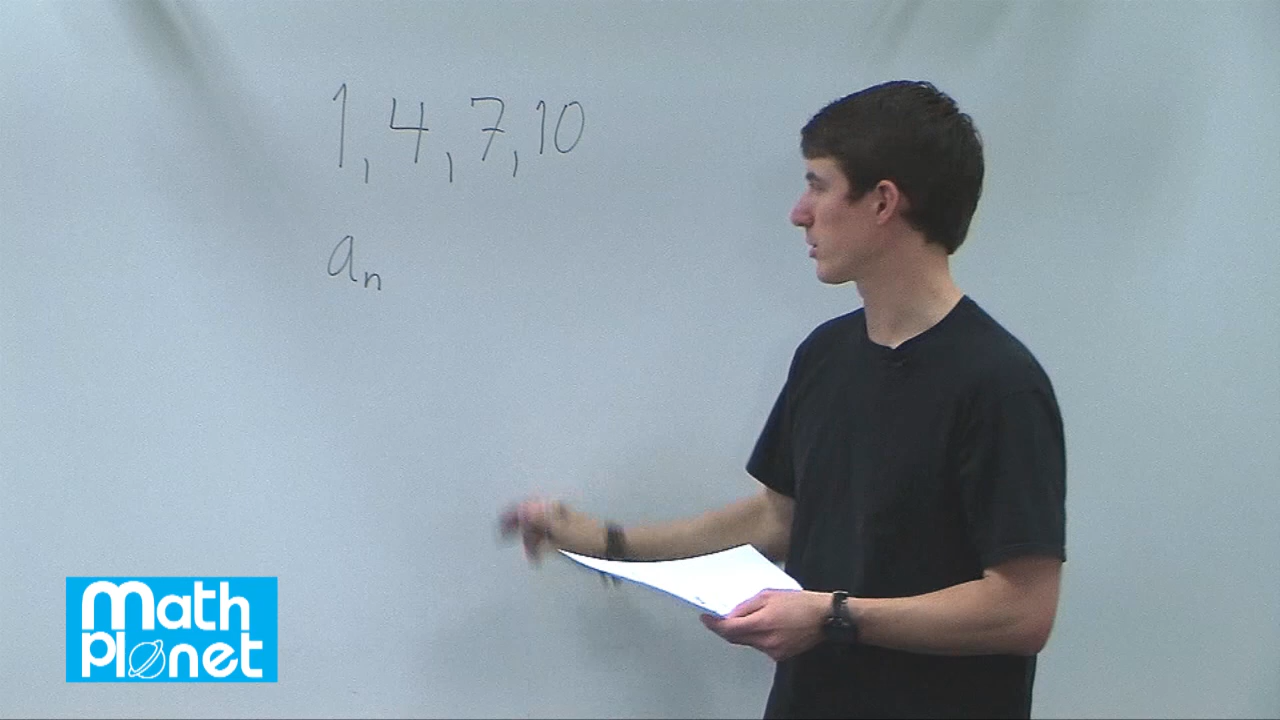 1, 4, 7, 10
aₙ
Math
Planet